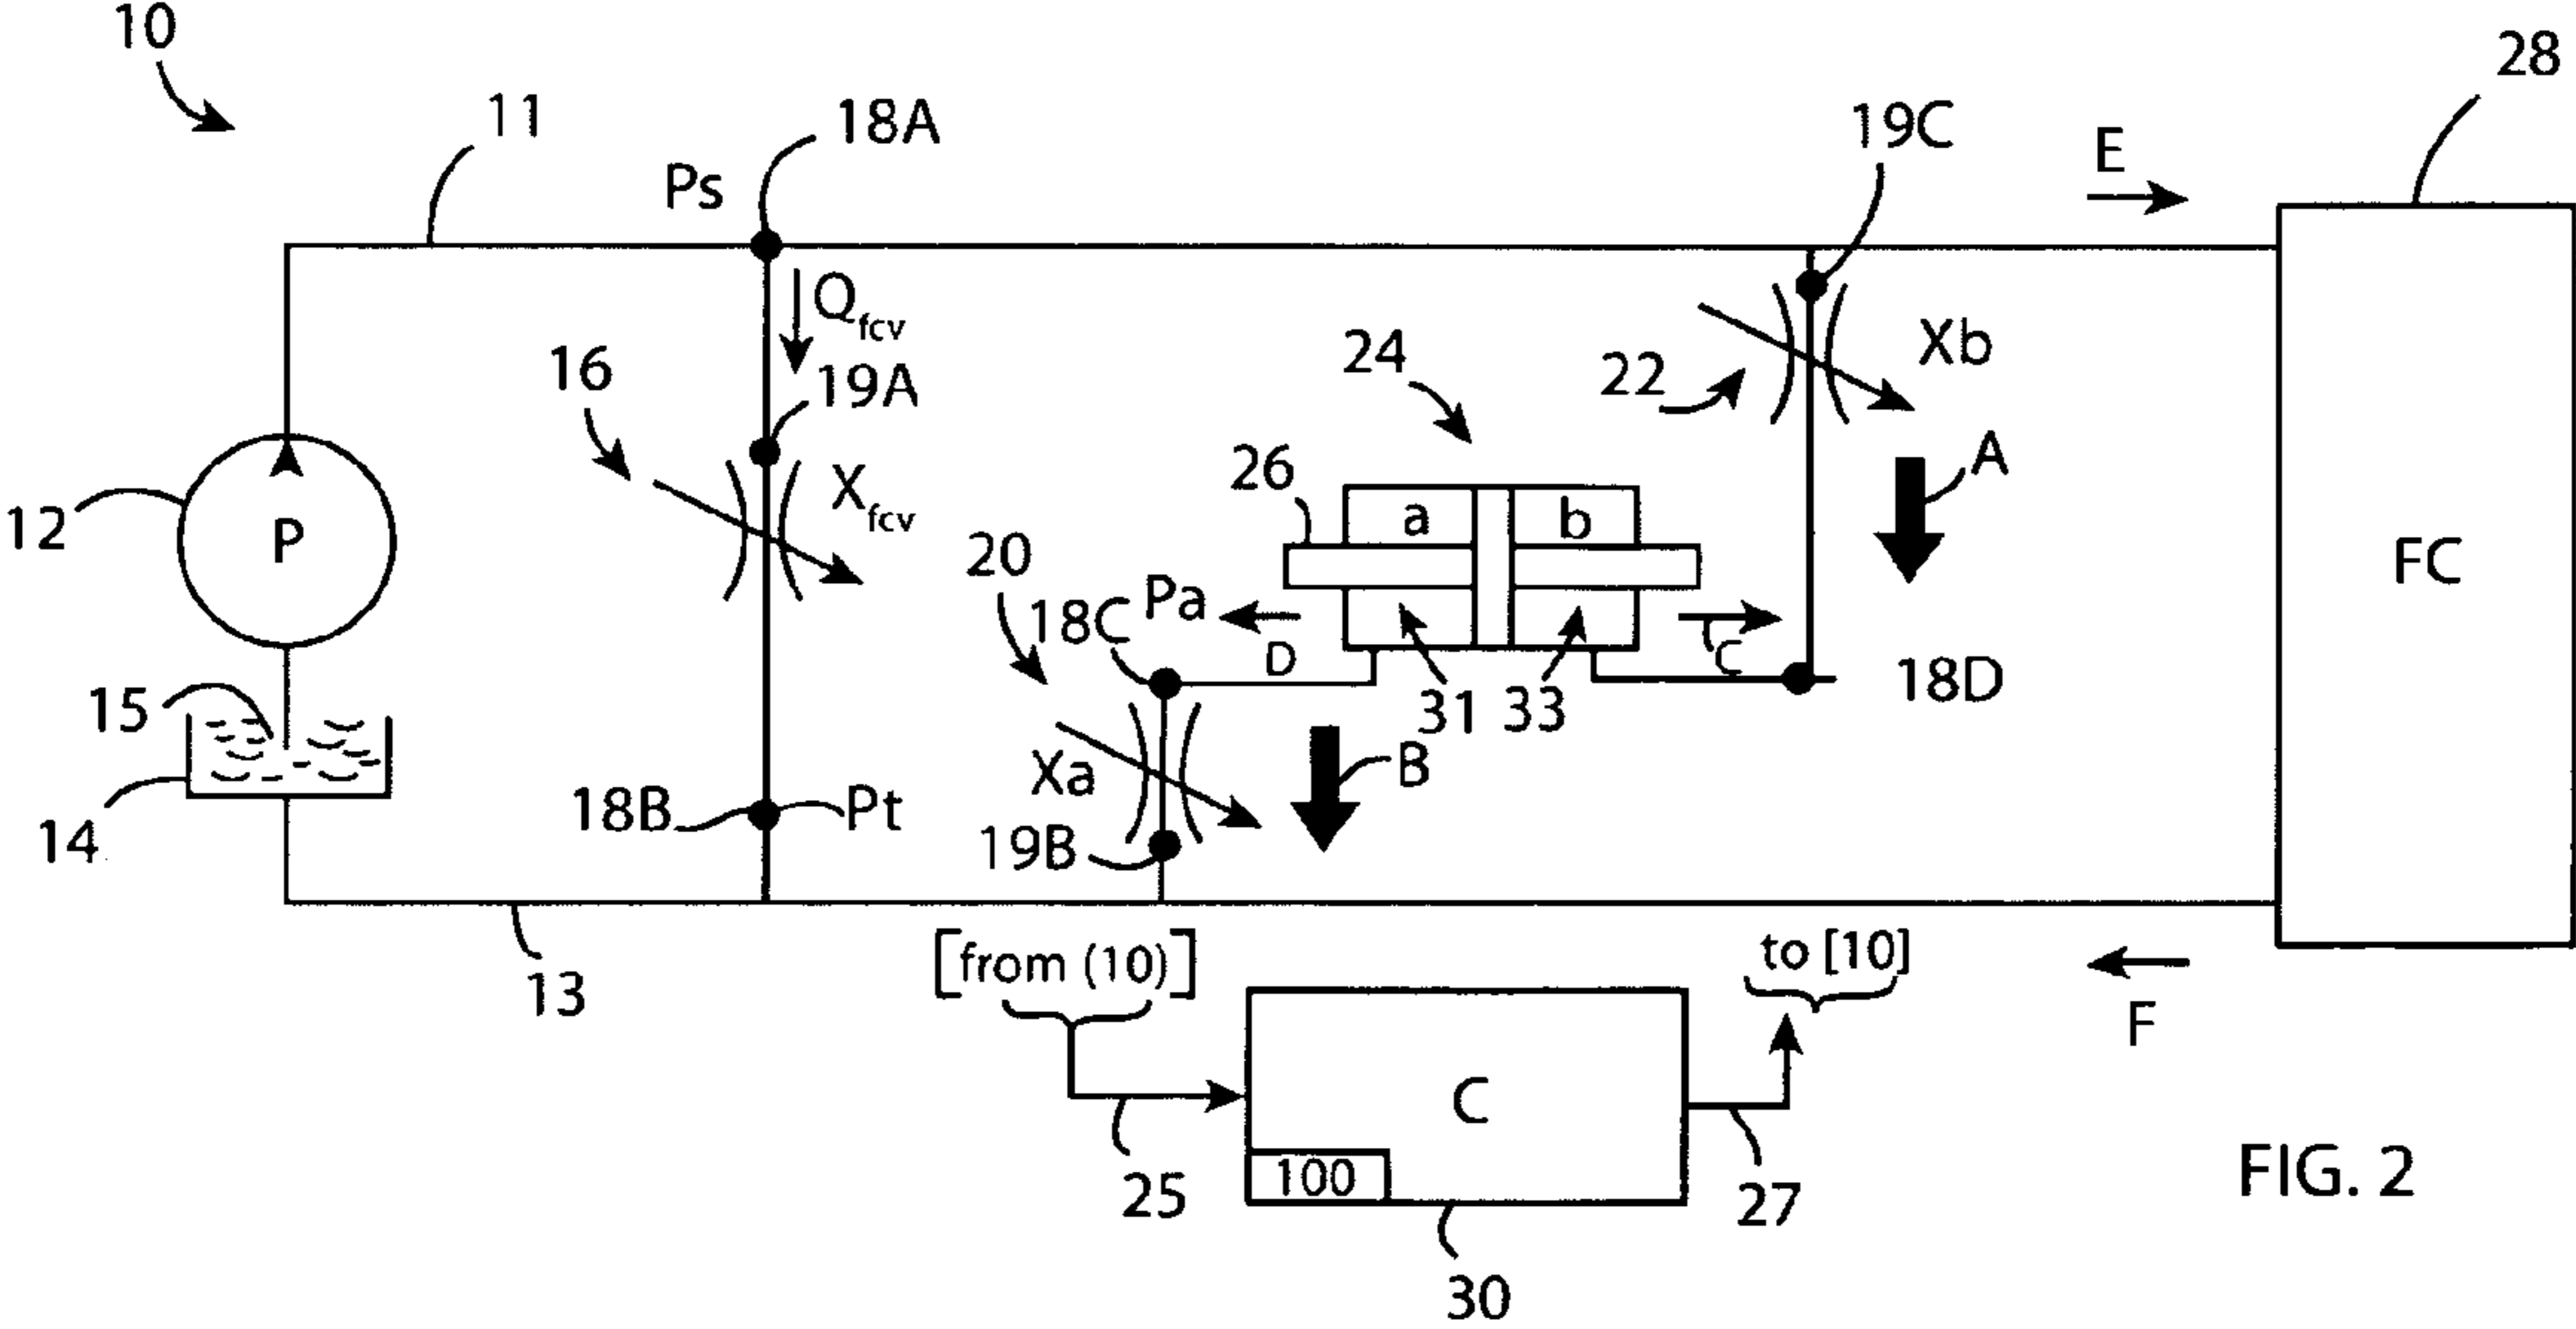 10
28
11
18A
19C
E
Ps
Qfcv
16
19A
24
22
Xb
Xfcv
26
A
12
P
a
b
20
FC
Pa
18C
D
C
15
31
33
18D
Xa
B
14
18B
Pt
19B
[from (10)]
to [10]
13
F
C
25
100
27
FIG. 2
30